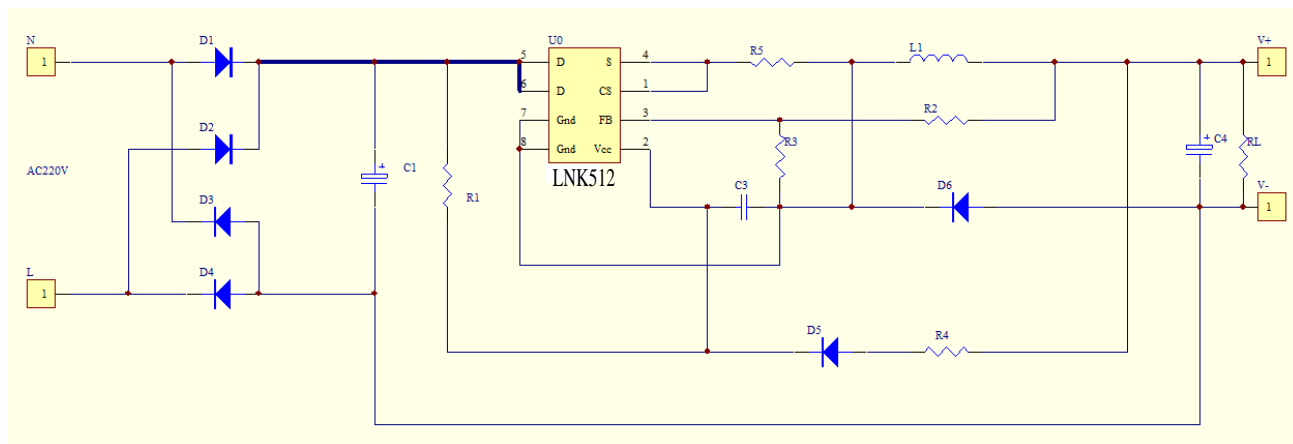 N
1
D1
D2
AC220V
D3
L
1
D4
C1
R1
U0
5 D S 4
6 D CS 1
7 Gnd FB 3
8 Gnd Vcc 2
LNK512
R5
L1
R2
R3
C3
D6
D5
R4
C4
RL
V+
1
V-
1